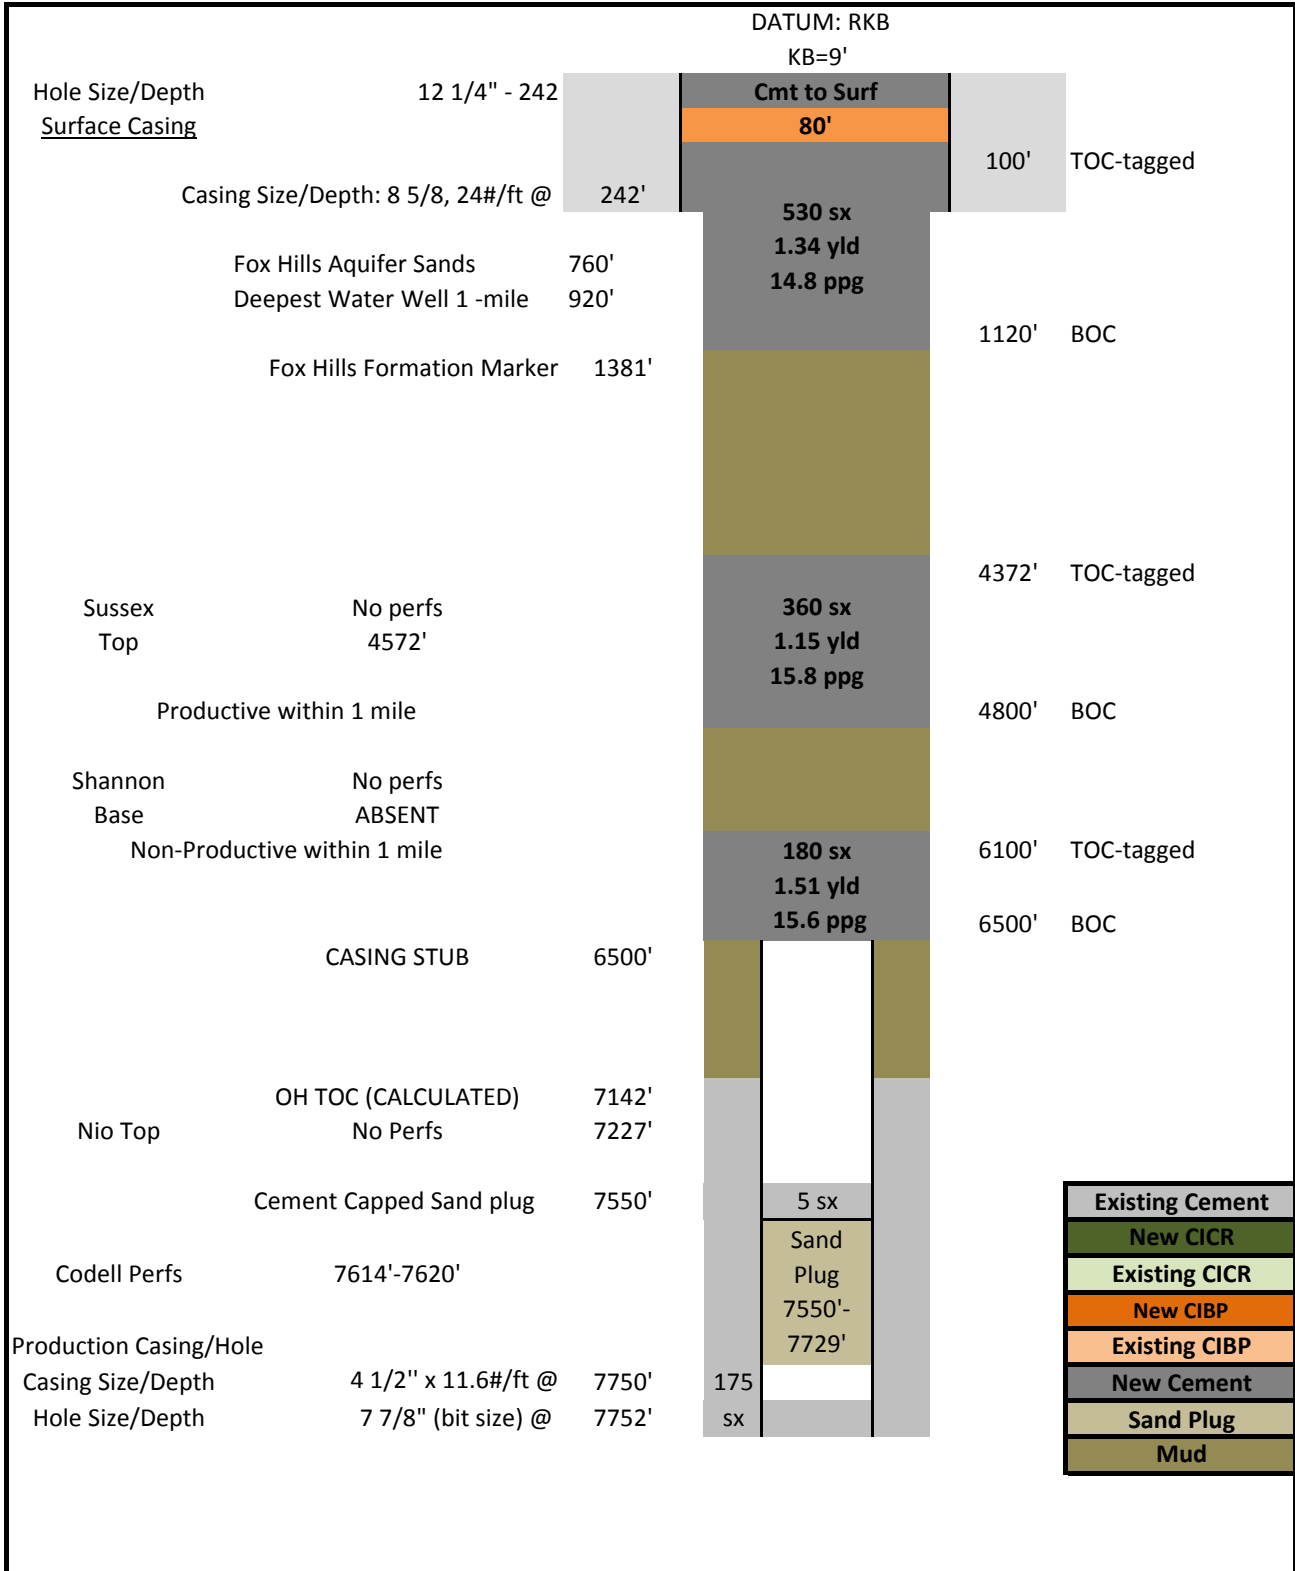 DATUM: RKB
KB=9'
Hole Size/Depth 12 1/4" - 242 Cmt to Surf
Surface Casing 80'
100' TOC-tagged
Casing Size/Depth: 8 5/8, 24#/ft @ 242'
530 sx
1.34 yld
14.8 ppg
Fox Hills Aquifer Sands 760'
Deepest Water Well 1 -mile 920'
1120' BOC
Fox Hills Formation Marker 1381'
4372' TOC-tagged
Sussex No perfs 360 sx
Top 4572' 1.15 yld
15.8 ppg
Productive within 1 mile 4800' BOC
Shannon No perfs
Base ABSENT
Non-Productive within 1 mile 180 sx 6100' TOC-tagged
1.51 yld
15.6 ppg 6500' BOC
CASING STUB 6500'
OH TOC (CALCULATED) 7142'
Nio Top No Perfs 7227'
Cement Capped Sand plug 7550' 5 sx
Sand
Plug
7550'-
7729'
Codell Perfs 7614'-7620'
Production Casing/Hole
Casing Size/Depth 4 1/2'' x 11.6#/ft @ 7750' 175
Hole Size/Depth 7 7/8" (bit size) @ 7752' sx
Existing Cement
New CICR
Existing CICR
New CIBP
Existing CIBP
New Cement
Sand Plug
Mud